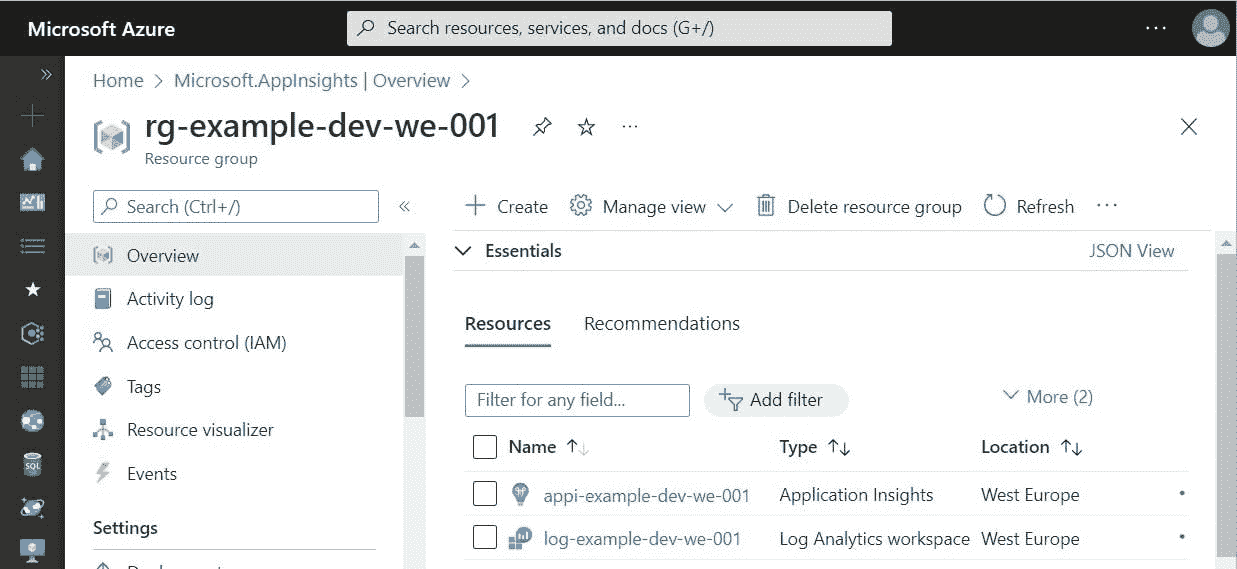 Microsoft Azure
Search resources, services, and docs (G+/)
Home > Microsoft.AppInsights | Overview >
rg-example-dev-we-001
Resource group
Search (Ctrl+/)
Overview
Activity log
Access control (IAM)
Tags
Resource visualizer
Events
Settings
Create
Manage view
Delete resource group
Refresh
Essentials
JSON View
Resources
Recommendations
Filter for any field...
Add filter
More (2)
Name Type Location
appi-example-dev-we-001 Application Insights West Europe
log-example-dev-we-001 Log Analytics workspace West Europe
SQL